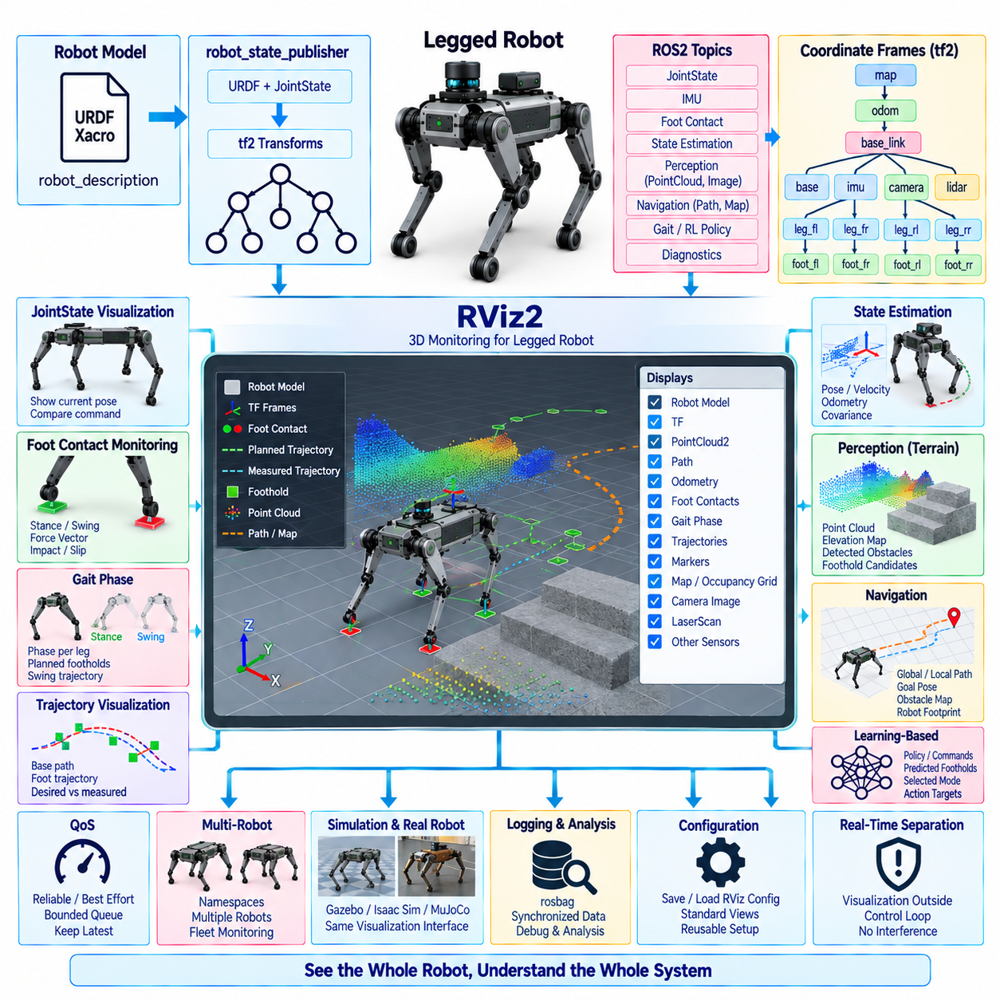 Robot Model
URDF
Xacro
robot_description
robot_state_publisher
URDF + JointState
tf2 Transforms
Legged Robot
ROS2 Topics
JointState
IMU
Foot Contact
State Estimation
Perception
(PointCloud, Image)
Navigation (Path, Map)
Gait / RL Policy
Diagnostics
Coordinate Frames (tf2)
map
odom
base_link
base
imu
camera
lidar
leg_fl
leg_fr
leg_rl
leg_rr
foot_fl
foot_fr
foot_rl
foot_rr
RViz2
3D Monitoring for Legged Robot
JointState Visualization
Show current pose
Compare command
Foot Contact Monitoring
Stance / Swing
Force Vector
Impact / Slip
Gait Phase
Stance
Swing
Phase per leg
Planned footholds
Swing trajectory
Trajectory Visualization
Base path
Foot trajectory
Desired vs measured
Robot Model
TF Frames
Foot Contact
Planned Trajectory
Measured Trajectory
Foothold
Point Cloud
Path / Map
Z
Y
X
Displays
Robot Model
TF
PointCloud2
Path
Odometry
Foot Contacts
Gait Phase
Trajectories
Markers
Map / Occupancy Grid
Camera Image
LaserScan
Other Sensors
State Estimation
Pose / Velocity
Odometry
Covariance
Perception (Terrain)
Point Cloud
Elevation Map
Detected Obstacles
Foothold Candidates
Navigation
Global / Local Path
Goal Pose
Obstacle Map
Robot Footprint
Learning-Based
Policy / Commands
Predicted Footholds
Selected Mode
Action Targets
QoS
Reliable / Best Effort
Bounded Queue
Keep Latest
Multi-Robot
Namespaces
Multiple Robots
Fleet Monitoring
Simulation & Real Robot
Gazebo / Isaac Sim / MuJoCo
Same Visualization Interface
Logging & Analysis
rosbag
Synchronized Data
Debug & Analysis
Configuration
Save / Load RViz Config
Standard Views
Reusable Setup
Real-Time Separation
Visualization Outside
Control Loop
No Interference
See the Whole Robot, Understand the Whole System